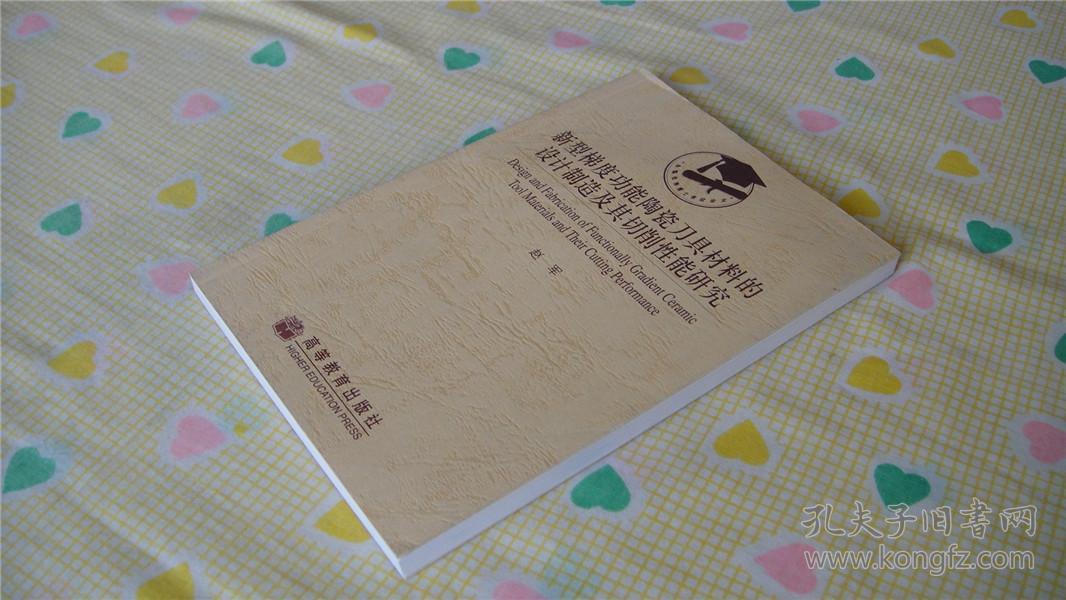 新型梯度功能陶瓷刀具材料的
设计制造及其切削性能研究
Design and Fabrication of Functionally Gradient Ceramic
Tool Materials and Their Cutting Performance
赵 军
高等教育出版社
HIGHER EDUCATION PRESS
孔夫子旧書网
www.kongfz.com